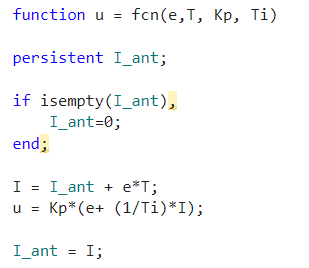 function u = fcn(e,T, Kp, Ti)
persistent I_ant;
if isempty(I_ant),
    I_ant=0;
end;
I = I_ant + e*T;
u = Kp*(e+ (1/Ti)*I);
I_ant = I;